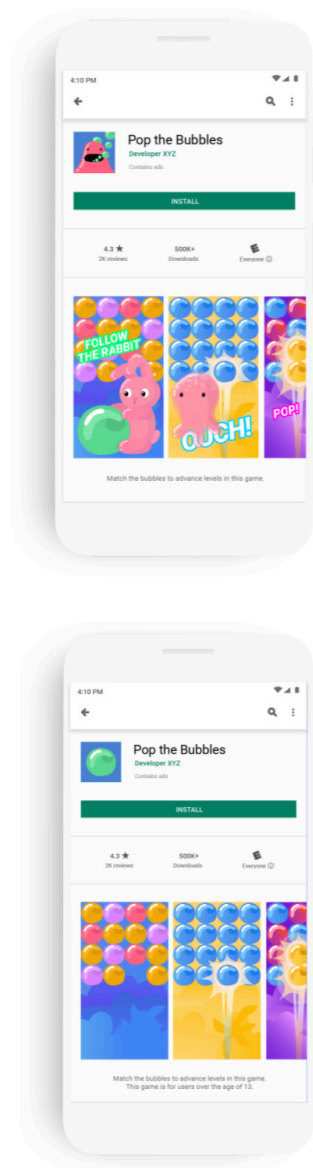 4:10 PM
Pop the Bubbles
Developer XYZ
Contains ads
INSTALL
4.3 ★
500K+
E
2K reviews
Downloads
Everyone
FOLLOW
THE RABBIT
OUCH!
POP!
Match the bubbles to advance levels in this game.
4:10 PM
Pop the Bubbles
Developer XYZ
Contains ads
INSTALL
4.3 ★
500K+
E
2K reviews
Downloads
Everyone
Match the bubbles to advance levels in this game.
This game is for users over the age of 13.